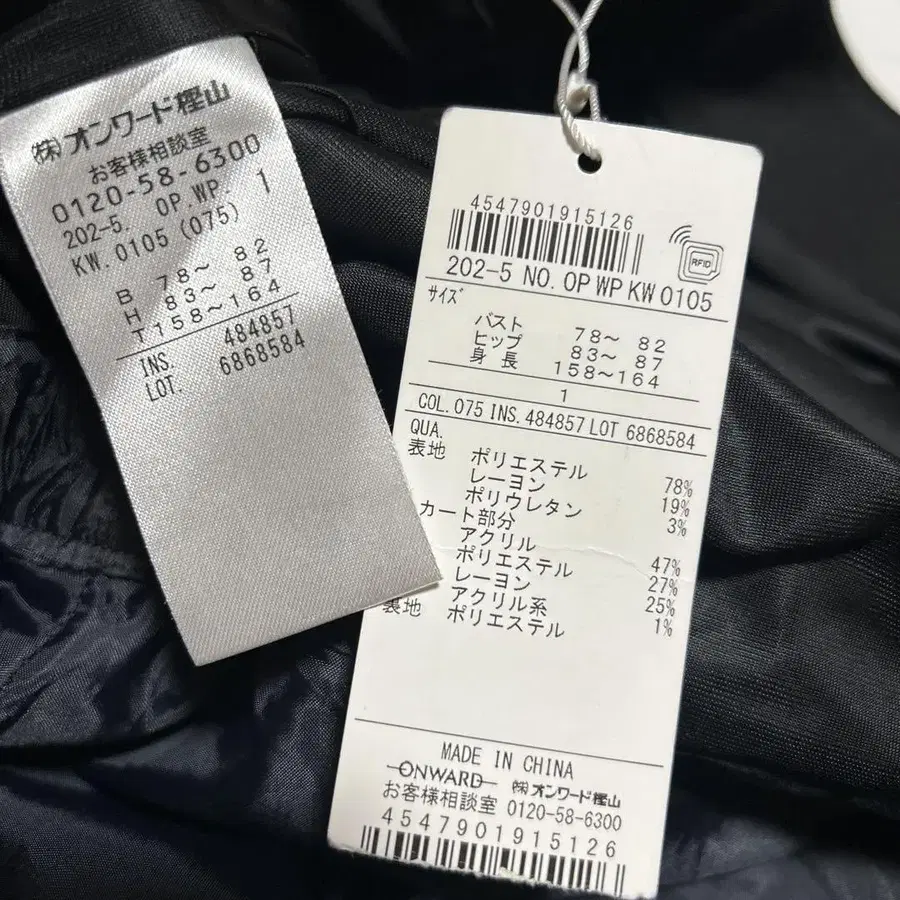 ㈱オンワード樫山
お客様相談室
0120-58-6300
202-5. OP.WP. 1
KW.0105(075)
B 78～ 82
H 83～ 87
T158～164
INS. 484857
LOT. 6868584
4547901915126
RFID
202-5 NO. OP WP KW 0105
サイズ
バスト 78～ 82
ヒップ 83～ 87
身長 158～164
1
COL. 075 INS. 484857 LOT 6868584
QUA.
表地 ポリエステル 78%
レーヨン 19%
ポリウレタン 3%
カート部分
アクリル 47%
ポリエステル 27%
レーヨン 25%
アクリル系 1%
裏地 ポリエステル
MADE IN CHINA
ONWARD ㈱オンワード樫山
お客様相談室 0120-58-6300
4547901915126